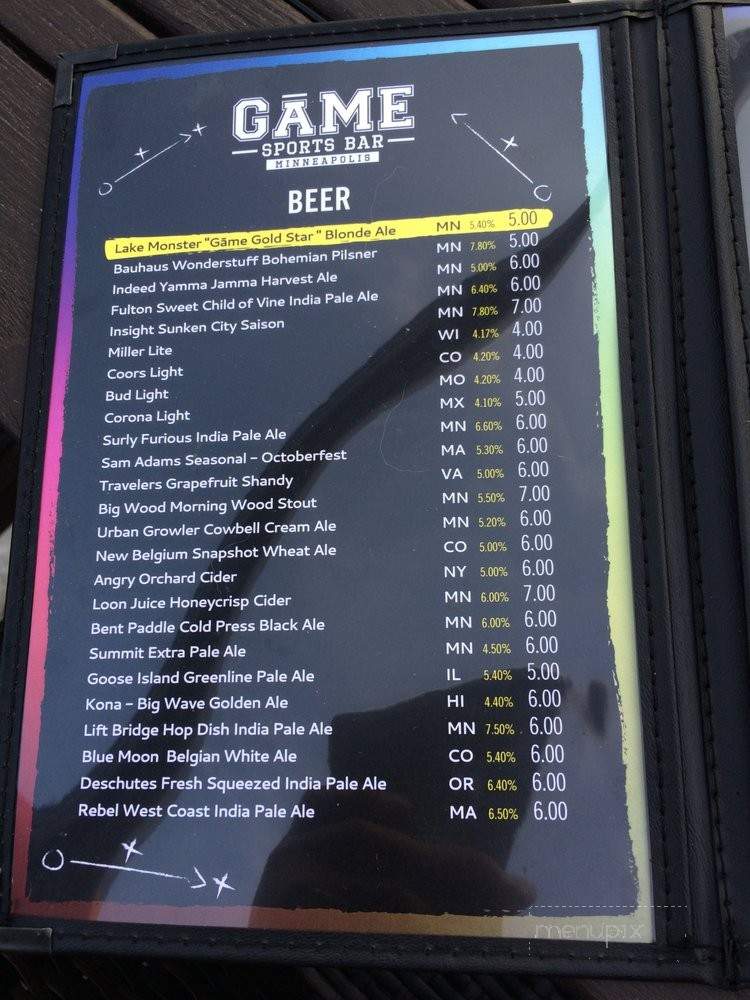 GĀME
SPORTS BAR
MINNEAPOLIS
BEER
Lake Monster "Gāme Gold Star" Blonde Ale MN 5.40% 5.00
Bauhaus Wonderstuff Bohemian Pilsner MN 7.80% 5.00
Indeed Yamma Jamma Harvest Ale MN 5.00% 6.00
Fulton Sweet Child of Vine India Pale Ale MN 6.40% 6.00
Insight Sunken City Saison MN 7.80% 7.00
Miller Lite WI 4.17% 4.00
Coors Light CO 4.20% 4.00
Bud Light MO 4.20% 4.00
Corona Light MX 4.10% 5.00
Surly Furious India Pale Ale MN 6.60% 6.00
Sam Adams Seasonal – Octoberfest MA 5.30% 6.00
Travelers Grapefruit Shandy VA 5.00% 6.00
Big Wood Morning Wood Stout MN 5.50% 7.00
Urban Growler Cowbell Cream Ale MN 5.20% 6.00
New Belgium Snapshot Wheat Ale CO 5.00% 6.00
Angry Orchard Cider NY 5.00% 6.00
Loon Juice Honeycrisp Cider MN 6.00% 7.00
Bent Paddle Cold Press Black Ale MN 6.00% 6.00
Summit Extra Pale Ale MN 4.50% 6.00
Goose Island Greenline Pale Ale IL 5.40% 5.00
Kona – Big Wave Golden Ale HI 4.40% 6.00
Lift Bridge Hop Dish India Pale Ale MN 7.50% 6.00
Blue Moon Belgian White Ale CO 5.40% 6.00
Deschutes Fresh Squeezed India Pale Ale OR 6.40% 6.00
Rebel West Coast India Pale Ale MA 6.50% 6.00
menupix